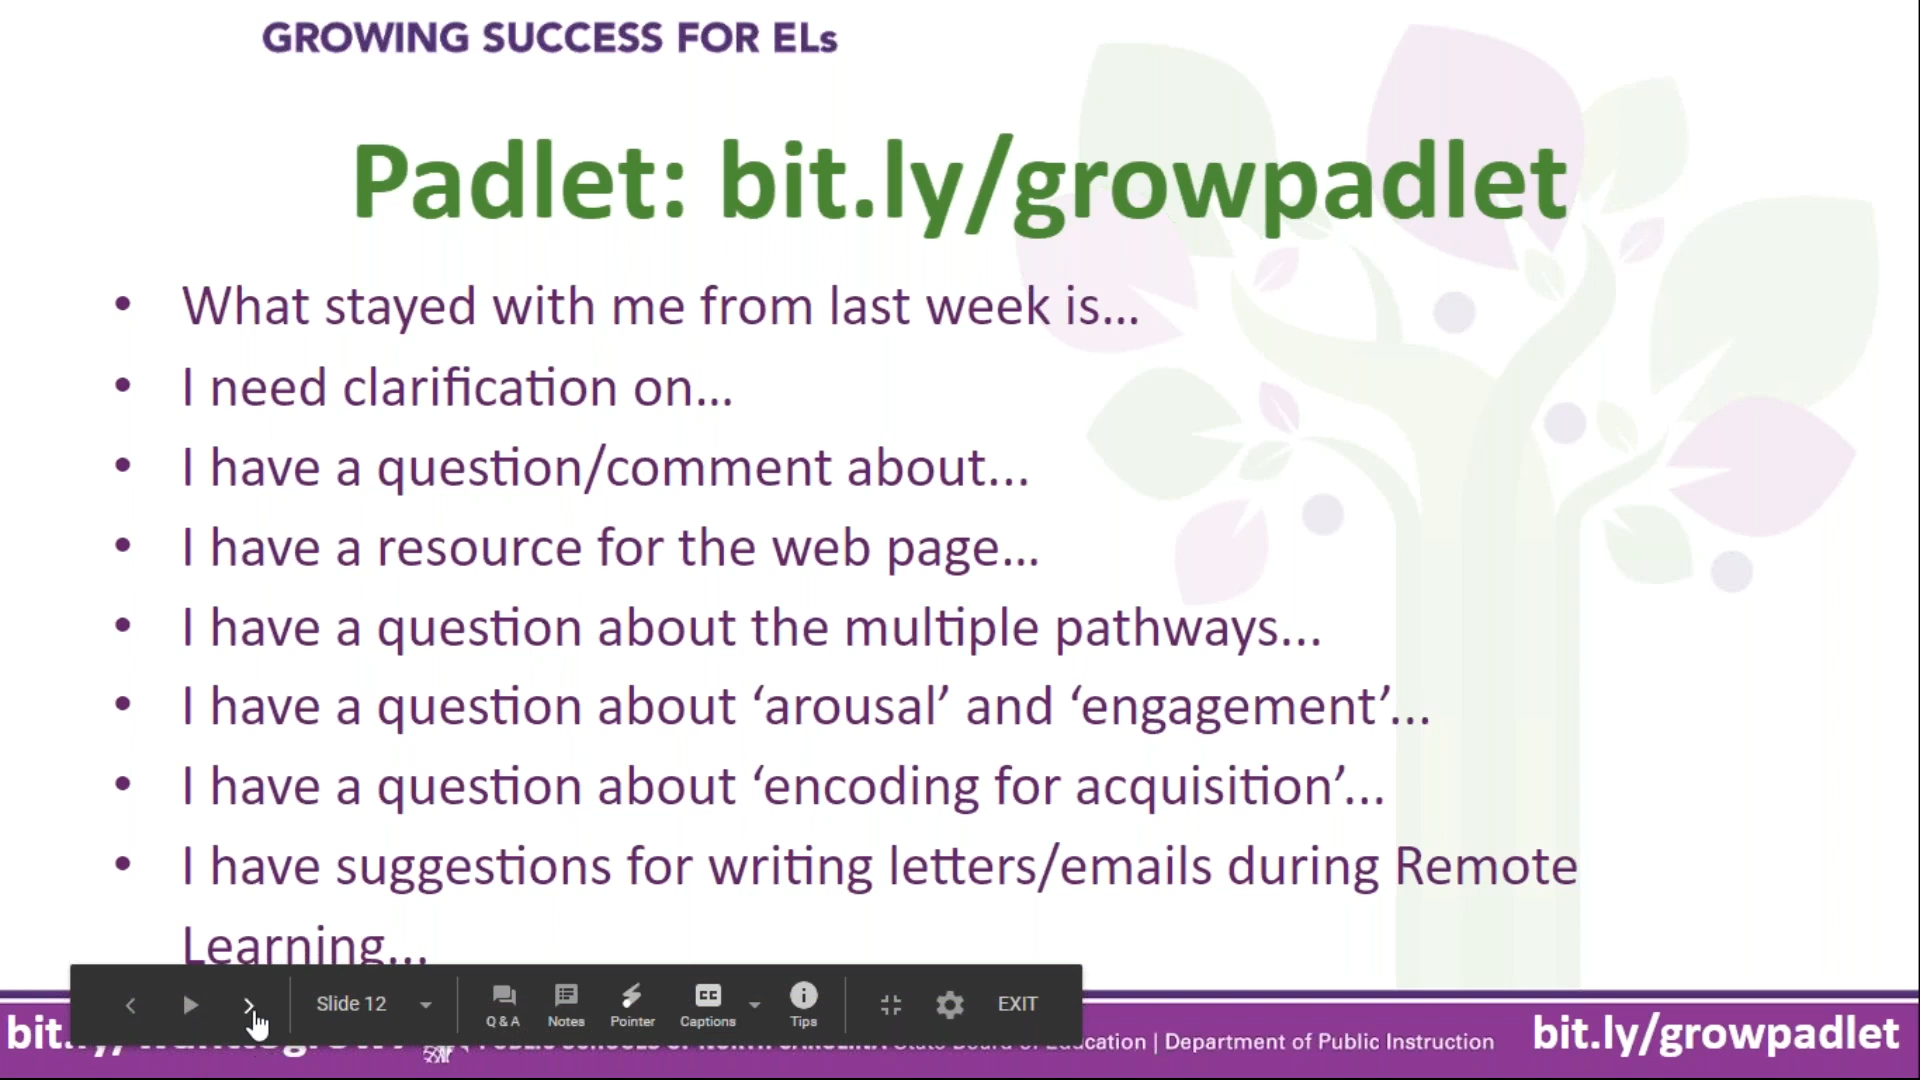 GROWING SUCCESS FOR ELs
Padlet: bit.ly/growpadlet
• What stayed with me from last week is...
• I need clarification on...
• I have a question/comment about...
• I have a resource for the web page...
• I have a question about the multiple pathways...
• I have a question about ‘arousal’ and ‘engagement’...
• I have a question about ‘encoding for acquisition’...
• I have suggestions for writing letters/emails during Remote
Learning...
Slide 12
Q & A
Notes
Pointer
CC
Captions
Tips
EXIT
cation | Department of Public Instruction
bit.ly/growpadlet